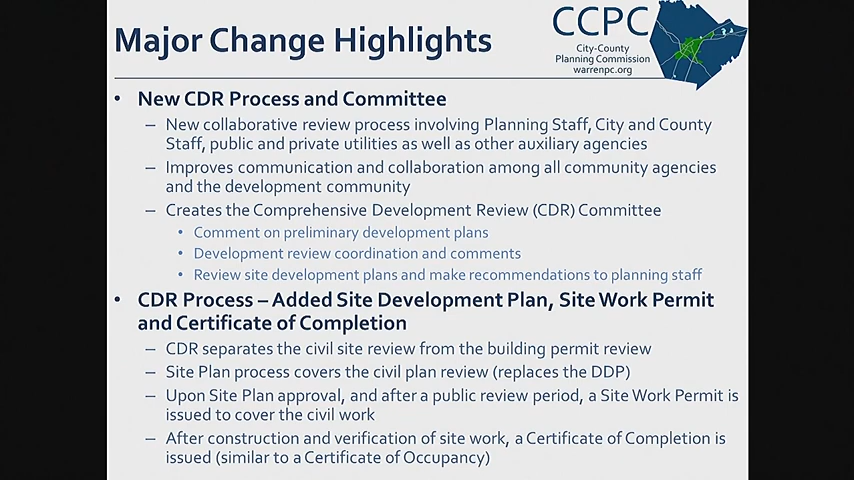 Major Change Highlights
CCPC
City-County
Planning Commission
warrenpc.org
• New CDR Process and Committee
– New collaborative review process involving Planning Staff, City and County
Staff, public and private utilities as well as other auxiliary agencies
– Improves communication and collaboration among all community agencies
and the development community
– Creates the Comprehensive Development Review (CDR) Committee
• Comment on preliminary development plans
• Development review coordination and comments
• Review site development plans and make recommendations to planning staff
• CDR Process – Added Site Development Plan, Site Work Permit
and Certificate of Completion
– CDR separates the civil site review from the building permit review
– Site Plan process covers the civil plan review (replaces the DDP)
– Upon Site Plan approval, and after a public review period, a Site Work Permit is
issued to cover the civil work
– After construction and verification of site work, a Certificate of Completion is
issued (similar to a Certificate of Occupancy)